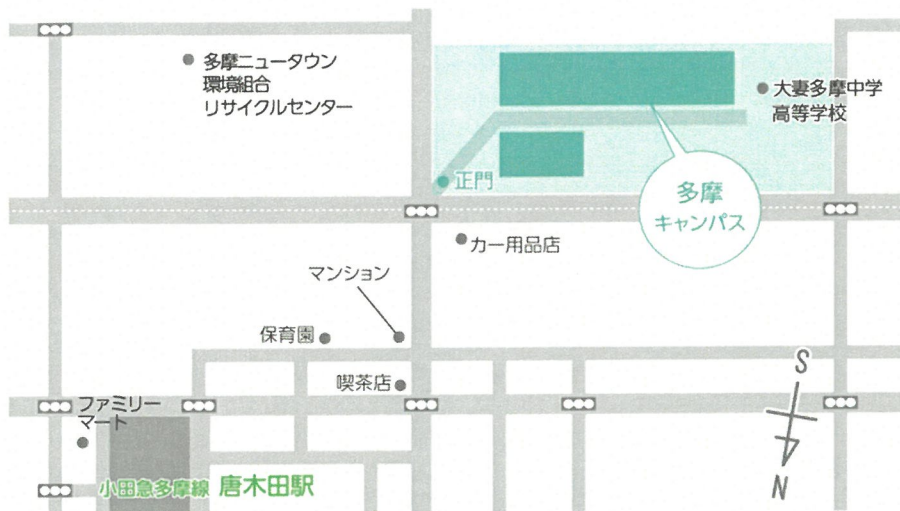 多摩ニュータウン
環境組合
リサイクルセンター
大妻多摩中学
高等学校
正門
多摩
キャンパス
カー用品店
マンション
保育園
喫茶店
ファミリー
マート
小田急多摩線 唐木田駅
S
N